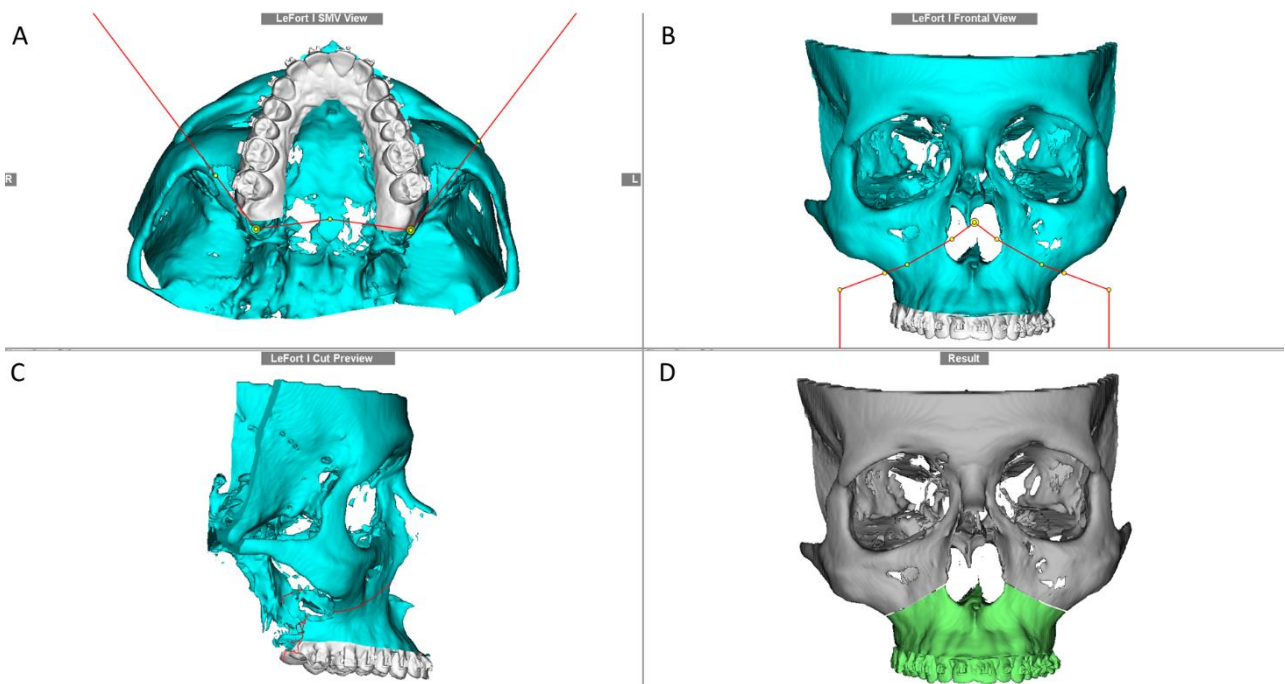 LeFort I SMV View
A
R
L
LeFort I Frontal View
B
LeFort I Cut Preview
C
Result
D